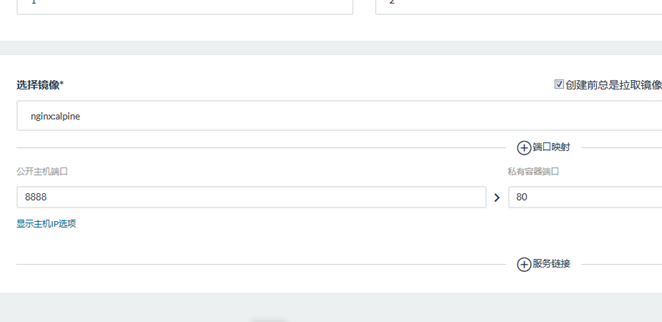 1 2
选择镜像* 创建前总是拉取镜像
nginx:alpine
端口映射
公开主机端口 私有容器端口
8888 80
显示主机IP选项
服务链接